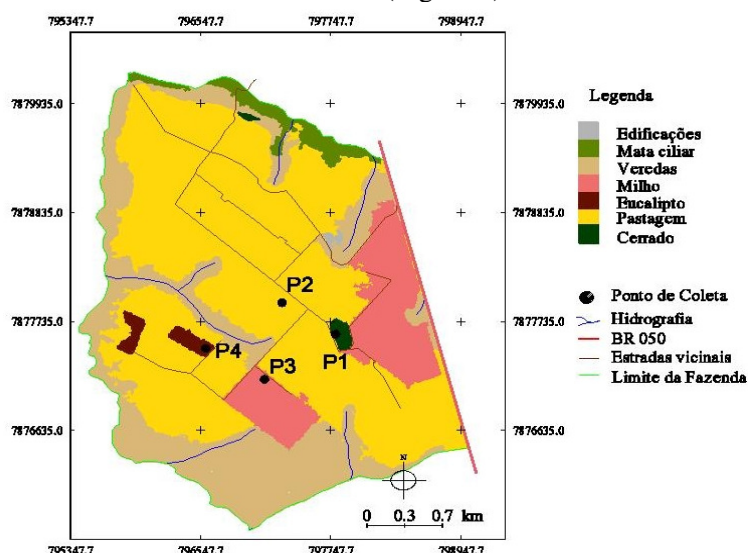 795347.7 796547.7 797747.7 798947.7
7879935.0 7879935.0
7878835.0 7878835.0
7877735.0 7877735.0
7876635.0 7876635.0
P2
P1
P4
P3
N
0 0.3 0.7 km
795347.7 796547.7 797747.7 798947.7
Legenda
Edificações
Mata ciliar
Veredas
Milho
Eucalipto
Pastagem
Cerrado
Ponto de Coleta
Hidrografia
BR 050
Estradas vicinais
Limite da Fazenda